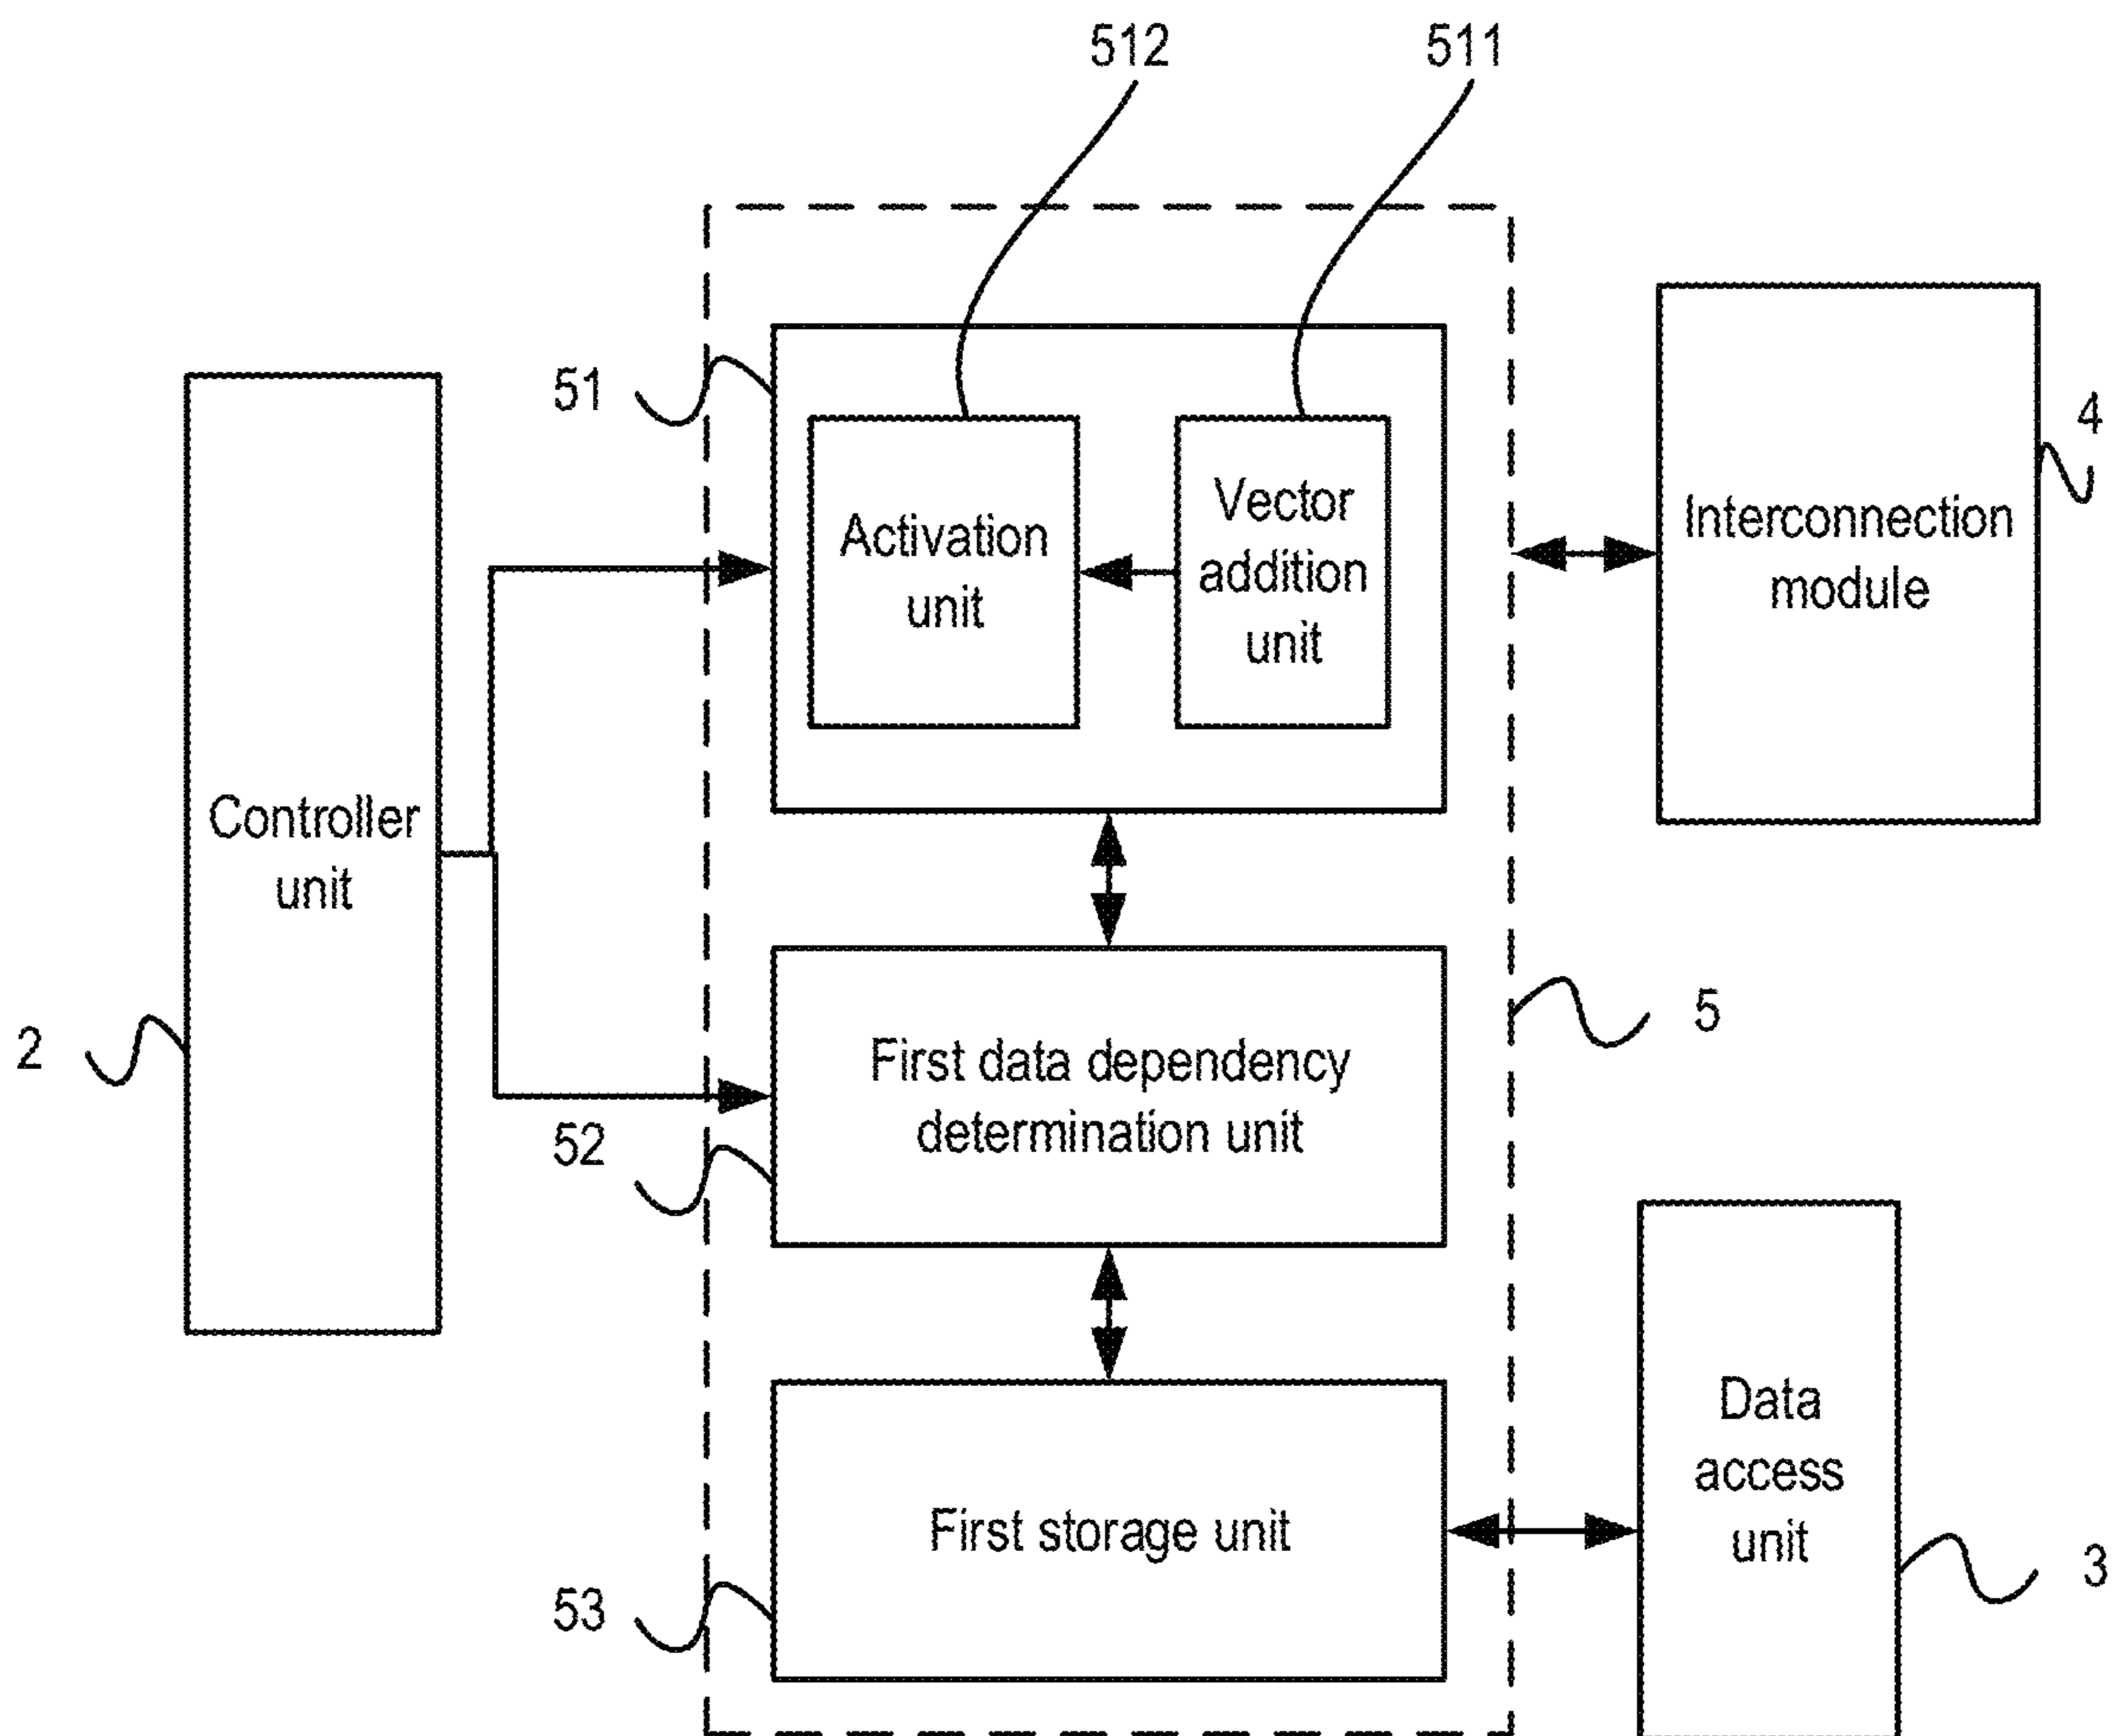 512
511
51
Activation
unit
Vector
addition
unit
Interconnection
module
4
Controller
unit
2
First data dependency
determination unit
52
5
First storage unit
53
Data
access
unit
3